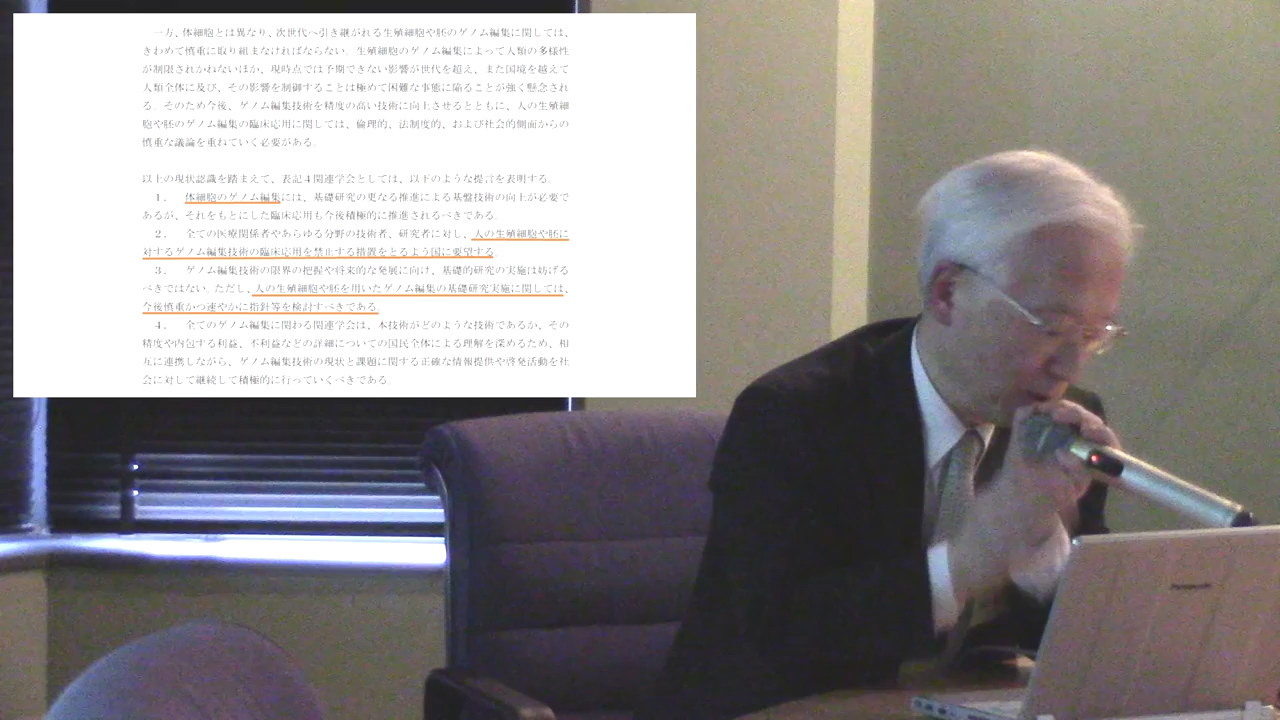 一方、体細胞とは異なり、次世代へ引き継がれる生殖細胞や胚のゲノム編集に関しては、
きわめて慎重に取り組まなければならない。生殖細胞のゲノム編集によって人類の多様性
が制限されかねないほか、現時点では予期できない影響が世代を超え、また国境を越えて
人類全体に及び、その影響を制御することは極めて困難な事態に陥ることが強く懸念され
る。そのため今後、ゲノム編集技術を精度の高い技術に向上させるとともに、人の生殖細
胞や胚のゲノム編集の臨床応用に関しては、倫理的、法制度的、および社会的側面からの
慎重な議論を重ねていく必要がある。
以上の現状認識を踏まえて、表記4関連学会としては、以下のような提言を表明する。
1. 体細胞のゲノム編集には、基礎研究の更なる推進による基盤技術の向上が必要で
あるが、それをもとにした臨床応用も今後積極的に推進されるべきである。
2. 全ての医療関係者やあらゆる分野の技術者、研究者に対し、人の生殖細胞や胚に
対するゲノム編集技術の臨床応用を禁止する措置をとるよう国に要望する。
3. ゲノム編集技術の限界の把握や将来的な発展に向け、基礎的研究の実施は妨げる
べきではない。ただし、人の生殖細胞や胚を用いたゲノム編集の基礎研究実施に関しては、
今後慎重かつ速やかに指針等を検討すべきである。
4. 全てのゲノム編集に関わる関連学会は、本技術がどのような技術であるか、その
精度や内包する利益、不利益などの詳細についての国民全体による理解を深めるため、相
互に連携しながら、ゲノム編集技術の現状と課題に関する正確な情報提供や啓発活動を社
会に対して継続して積極的に行っていくべきである。
Panasonic